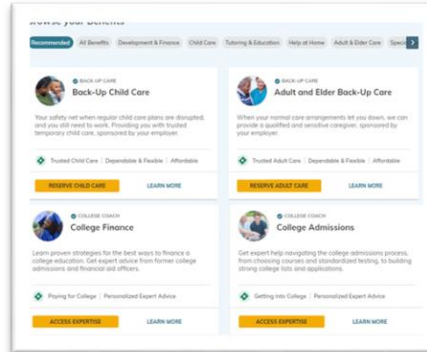 Browse your Benefits
Recommended All Benefits Development & Finance Child Care Tutoring & Education Help at Home Adult & Elder Care
BACK-UP CARE
Back-Up Child Care
Your safety net when regular child care plans are disrupted,
and you still need to work. Providing you with trusted
temporary child care, sponsored by your employer.
Trusted Child Care | Dependable & Flexible | Affordable
RESERVE CHILD CARE LEARN MORE
BACK-UP CARE
Adult and Elder Back-Up Care
When your normal care arrangements let you down, we can
provide a qualified and sensitive caregiver, sponsored by
your employer.
Trusted Adult Care | Dependable & Flexible | Affordable
RESERVE ADULT CARE LEARN MORE
COLLEGE COACH
College Finance
Learn proven strategies for the best ways to finance a
college education. Get expert advice from former college
admissions and financial aid officers.
Paying for College | Personalized Expert Advice
ACCESS EXPERTISE LEARN MORE
COLLEGE COACH
College Admissions
Get expert help navigating the college admissions process,
from choosing courses and standardized testing, to building
strong college lists and applications.
Getting into College | Personalized Expert Advice
ACCESS EXPERTISE LEARN MORE